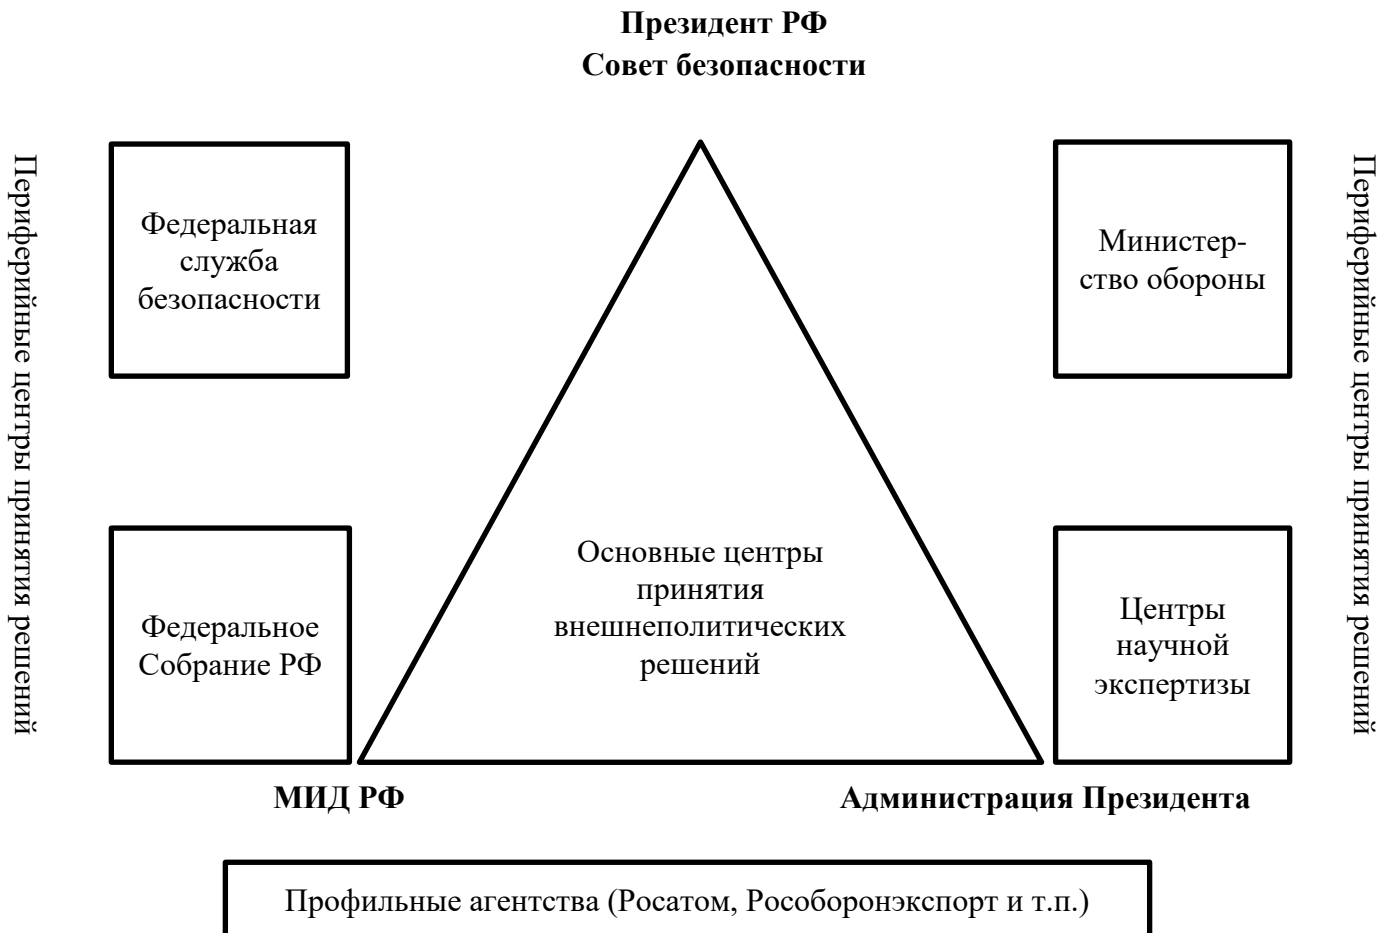 Президент РФ
Совет безопасности
Периферийные центры принятия решений
Федеральная
служба
безопасности
Министер-
ство обороны
Периферийные центры принятия решений
Федеральное
Собрание РФ
Основные центры
принятия
внешнеполитических
решений
Центры
научной
экспертизы
МИД РФ
Администрация Президента
Профильные агентства (Росатом, Рособоронэкспорт и т.п.)